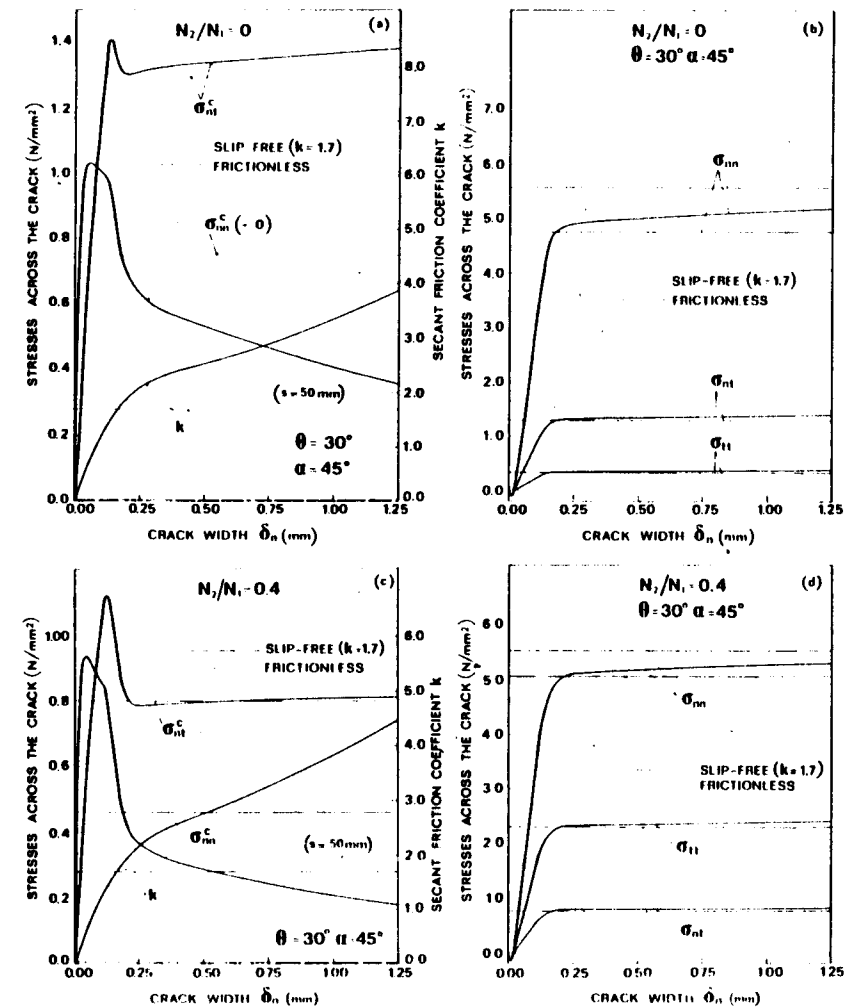 (a)
N₂/N₁ = 0
1.4
1.2
1.0
0.8
0.6
0.4
0.2
0.0
STRESSES ACROSS THE CRACK (N/mm²)
σᶜₙₜ
SLIP FREE (k = 1.7)
FRICTIONLESS
σᶜₙₙ (- 0)
(s = 50 mm)
k
θ = 30°
α = 45°
8.0
7.0
6.0
5.0
4.0
3.0
2.0
1.0
0.0
SECANT FRICTION COEFFICIENT k
0.00 0.25 0.50 0.75 1.00 1.25
CRACK WIDTH δₙ (mm)
(b)
N₂/N₁ = 0
θ = 30° α = 45°
7.0
6.0
5.0
4.0
3.0
2.0
1.0
0.0
STRESSES ACROSS THE CRACK (N/mm²)
σₙₙ
SLIP-FREE (k - 1.7)
FRICTIONLESS
σₙₜ
σₜₜ
0.00 0.25 0.50 0.75 1.00 1.25
CRACK WIDTH δₙ (mm)
(c)
N₂/N₁ - 0.4
1.00
0.8
0.6
0.4
0.2
0.0
STRESSES ACROSS THE CRACK (N/mm²)
SLIP-FREE (k = 1.7)
FRICTIONLESS
σᶜₙₜ
σᶜₙₙ
(s = 50 mm)
k
θ = 30° α = 45°
6.0
5.0
4.0
3.0
2.0
1.0
0.0
SECANT FRICTION COEFFICIENT k
0.00 0.25 0.50 0.75 1.00 1.25
CRACK WIDTH δₙ (mm)
(d)
N₂/N₁ = 0.4
θ = 30° α = 45°
6.0
5.0
4.0
3.0
2.0
1.0
0.0
STRESSES ACROSS THE CRACK (N/mm²)
σₙₙ
SLIP-FREE (k = 1.7)
FRICTIONLESS
σₜₜ
σₙₜ
0.00 0.25 0.50 0.75 1.00 1.25
CRACK WIDTH δₙ (mm)